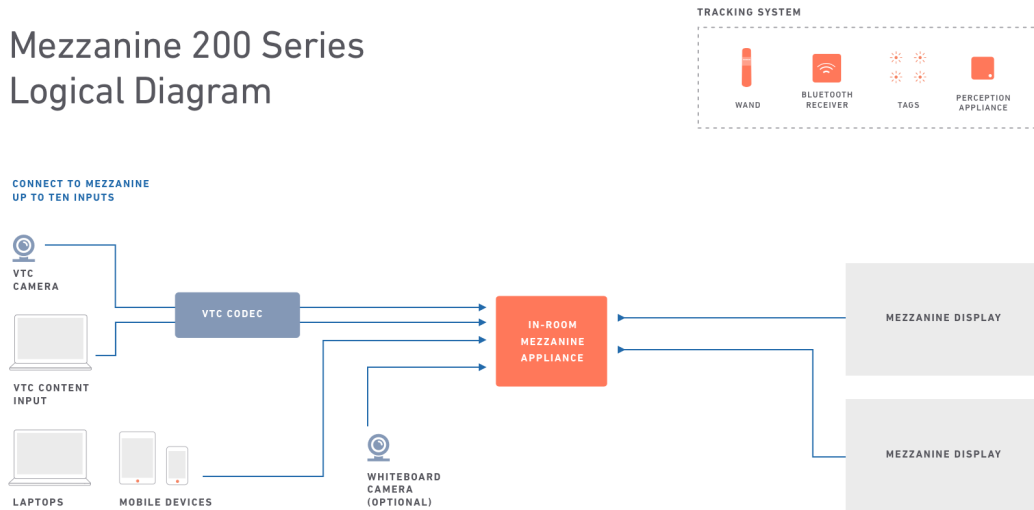 Mezzanine 200 Series
Logical Diagram
TRACKING SYSTEM
WAND
BLUETOOTH
RECEIVER
TAGS
PERCEPTION
APPLIANCE
CONNECT TO MEZZANINE
UP TO TEN INPUTS
VTC
CAMERA
VTC CODEC
IN-ROOM
MEZZANINE
APPLIANCE
MEZZANINE DISPLAY
VTC CONTENT
INPUT
MEZZANINE DISPLAY
LAPTOPS
MOBILE DEVICES
WHITEBOARD
CAMERA
(OPTIONAL)